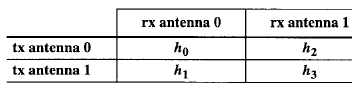 rx antenna 0 rx antenna 1
tx antenna 0 h0 h2
tx antenna 1 h1 h3